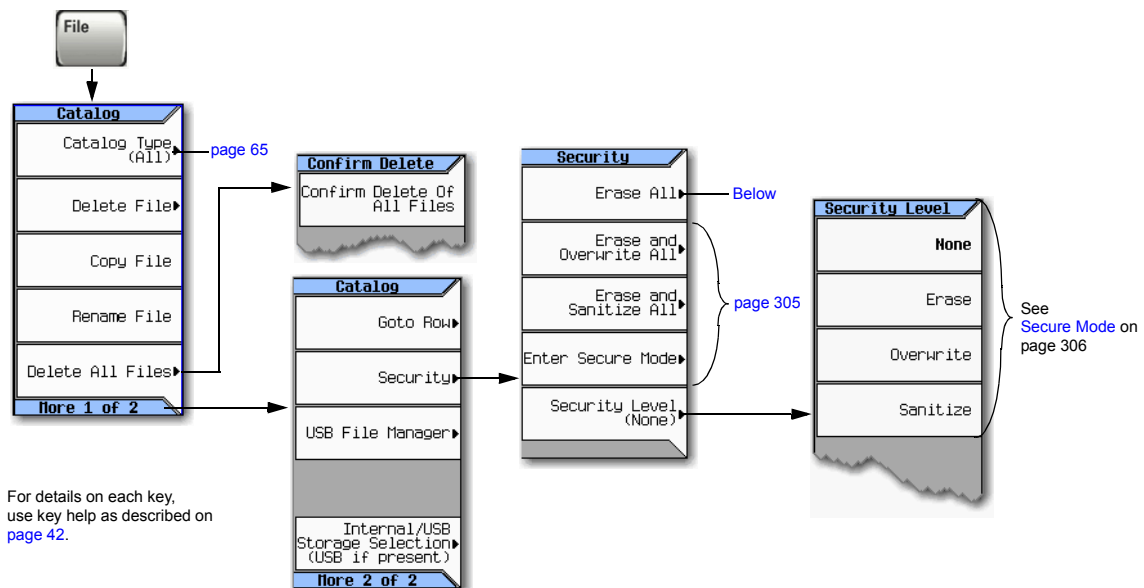 File
Catalog
Catalog Type
(All)
page 65
Delete File
Copy File
Rename File
Delete All Files
More 1 of 2
Confirm Delete
Confirm Delete Of
All Files
Catalog
Goto Row
Security
USB File Manager
Internal/USB
Storage Selection
(USB if present)
More 2 of 2
Security
Erase All
Below
Erase and
Overwrite All
Erase and
Sanitize All
Enter Secure Mode
page 305
Security Level
(None)
Security Level
None
Erase
Overwrite
Sanitize
See
Secure Mode on
page 306
For details on each key,
use key help as described on
page 42.